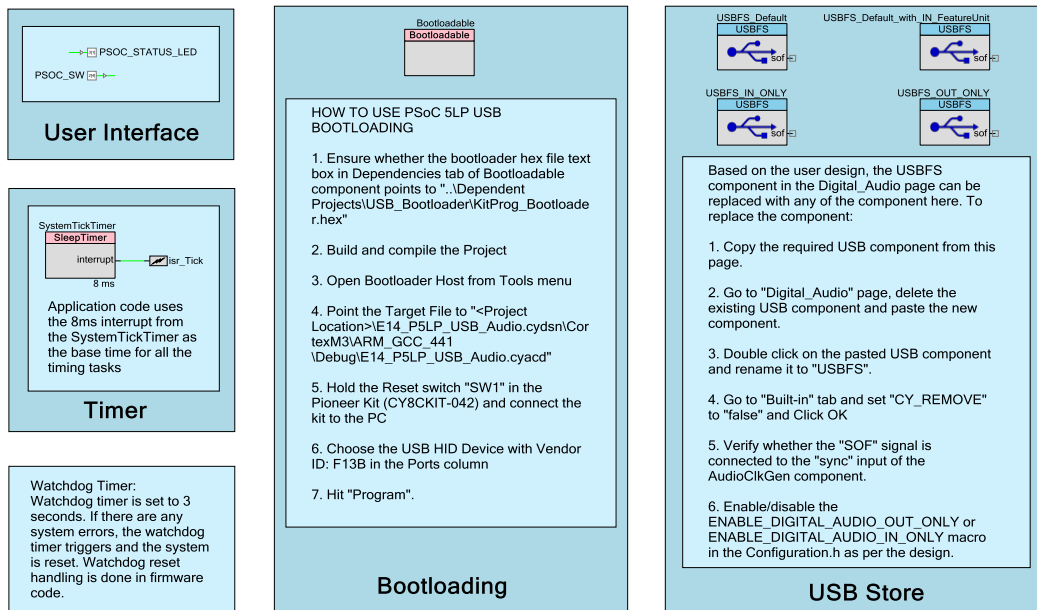 PSOC_STATUS_LED
PSOC_SW
User Interface
SystemTickTimer
SleepTimer
interrupt
isr_Tick
8 ms
Application code uses
the 8ms interrupt from
the SystemTickTimer as
the base time for all the
timing tasks
Timer
Watchdog Timer:
Watchdog timer is set to 3
seconds. If there are any
system errors, the watchdog
timer triggers and the system
is reset. Watchdog reset
handling is done in firmware
code.
Bootloadable
Bootloadable
HOW TO USE PSoC 5LP USB
BOOTLOADING
1. Ensure whether the bootloader hex file text
box in Dependencies tab of Bootloadable
component points to "..\Dependent
Projects\USB_Bootloader\KitProg_Bootloade
r.hex"
2. Build and compile the Project
3. Open Bootloader Host from Tools menu
4. Point the Target File to "<Project
Location>\E14_P5LP_USB_Audio.cydsn\Cor
texM3\ARM_GCC_441
\Debug\E14_P5LP_USB_Audio.cyacd"
5. Hold the Reset switch "SW1" in the
Pioneer Kit (CY8CKIT-042) and connect the
kit to the PC
6. Choose the USB HID Device with Vendor
ID: F13B in the Ports column
7. Hit "Program".
Bootloading
USBFS_Default
USBFS
sof
USBFS_Default_with_IN_FeatureUnit
USBFS
sof
USBFS_IN_ONLY
USBFS
sof
USBFS_OUT_ONLY
USBFS
sof
Based on the user design, the USBFS
component in the Digital_Audio page can be
replaced with any of the component here. To
replace the component:
1. Copy the required USB component from this
page.
2. Go to "Digital_Audio" page, delete the
existing USB component and paste the new
component.
3. Double click on the pasted USB component
and rename it to "USBFS".
4. Go to "Built-in" tab and set "CY_REMOVE"
to "false" and Click OK
5. Verify whether the "SOF" signal is
connected to the "sync" input of the
AudioClkGen component.
6. Enable/disable the
ENABLE_DIGITAL_AUDIO_OUT_ONLY or
ENABLE_DIGITAL_AUDIO_IN_ONLY macro
in the Configuration.h as per the design.
USB Store